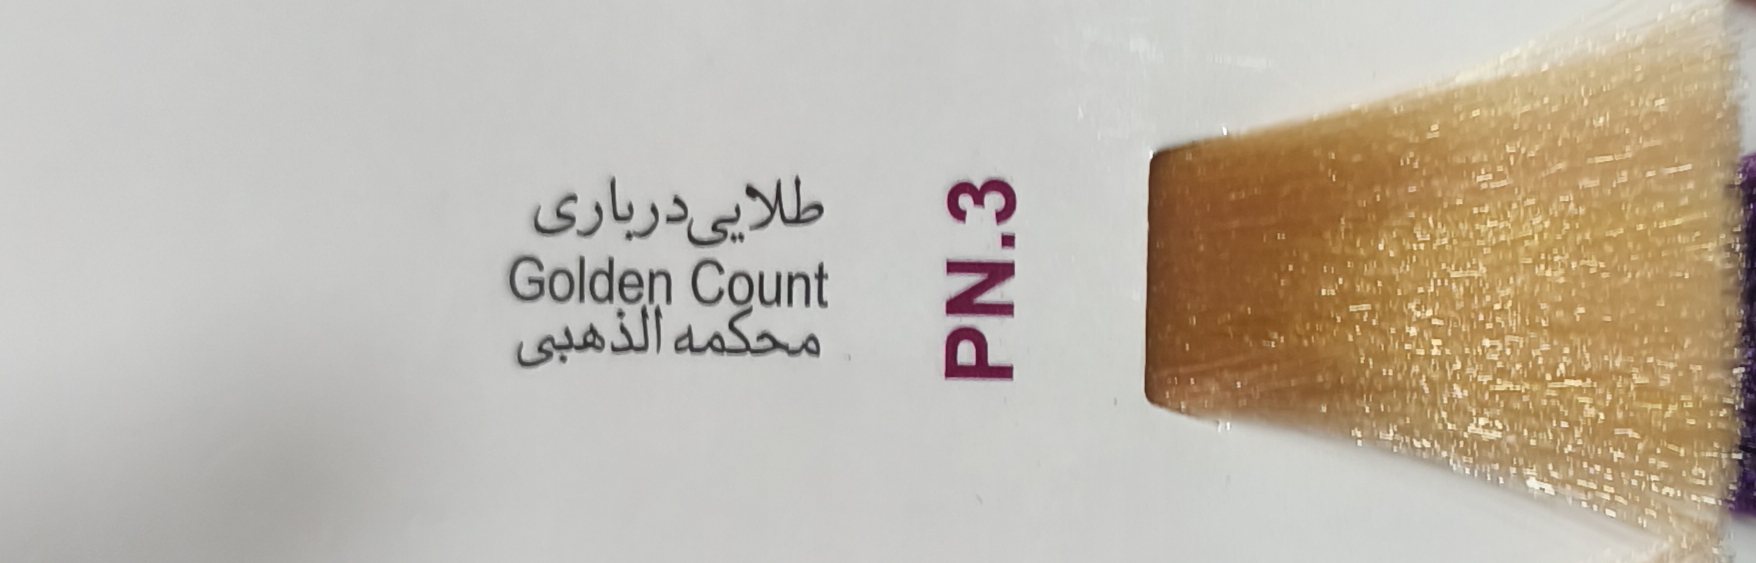 طلایی درباری
Golden Count
محکمه الذهبی
PN.3